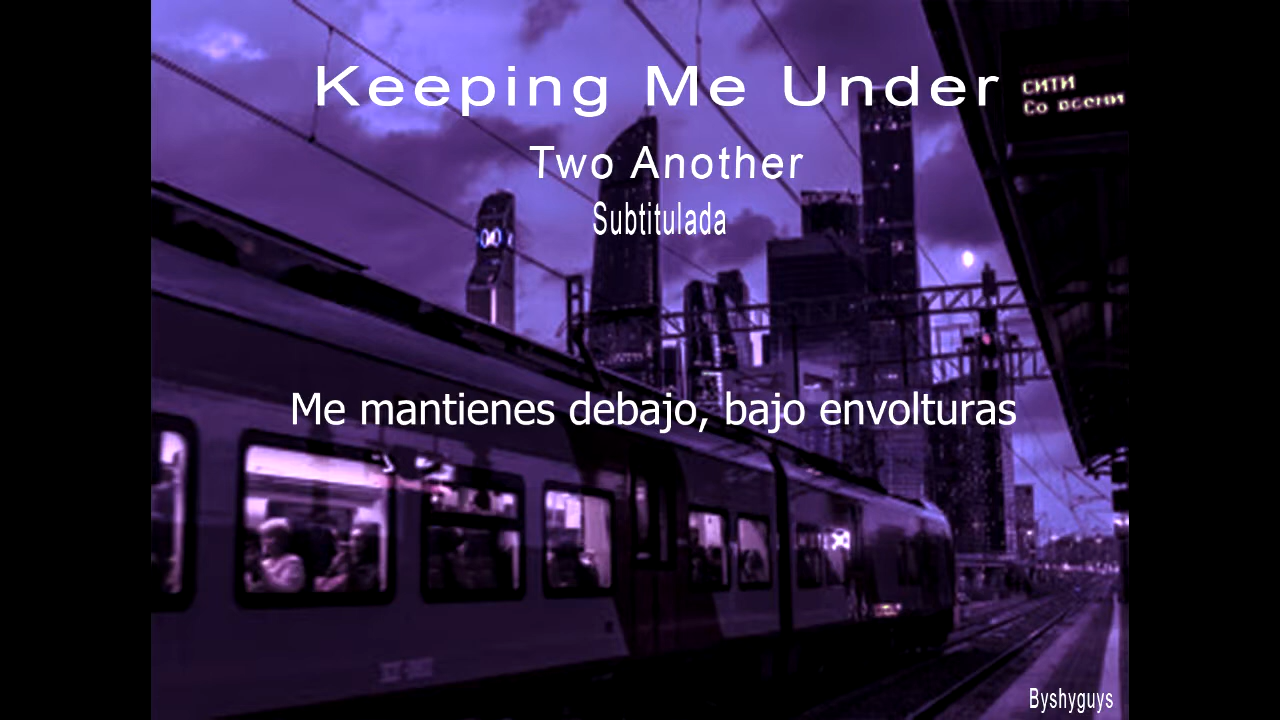 Keeping Me Under
СИТИ
Со всеми
Two Another
Subtitulada
Me mantienes debajo, bajo envolturas
Byshyguys